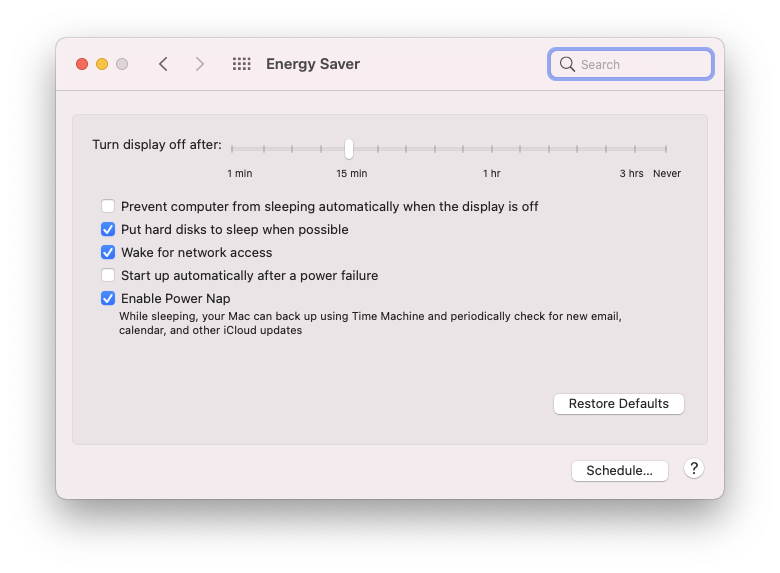 Energy Saver
Search
Turn display off after:
1 min 15 min 1 hr 3 hrs Never
Prevent computer from sleeping automatically when the display is off
Put hard disks to sleep when possible
Wake for network access
Start up automatically after a power failure
Enable Power Nap
While sleeping, your Mac can back up using Time Machine and periodically check for new email,
calendar, and other iCloud updates
Restore Defaults
Schedule...
?